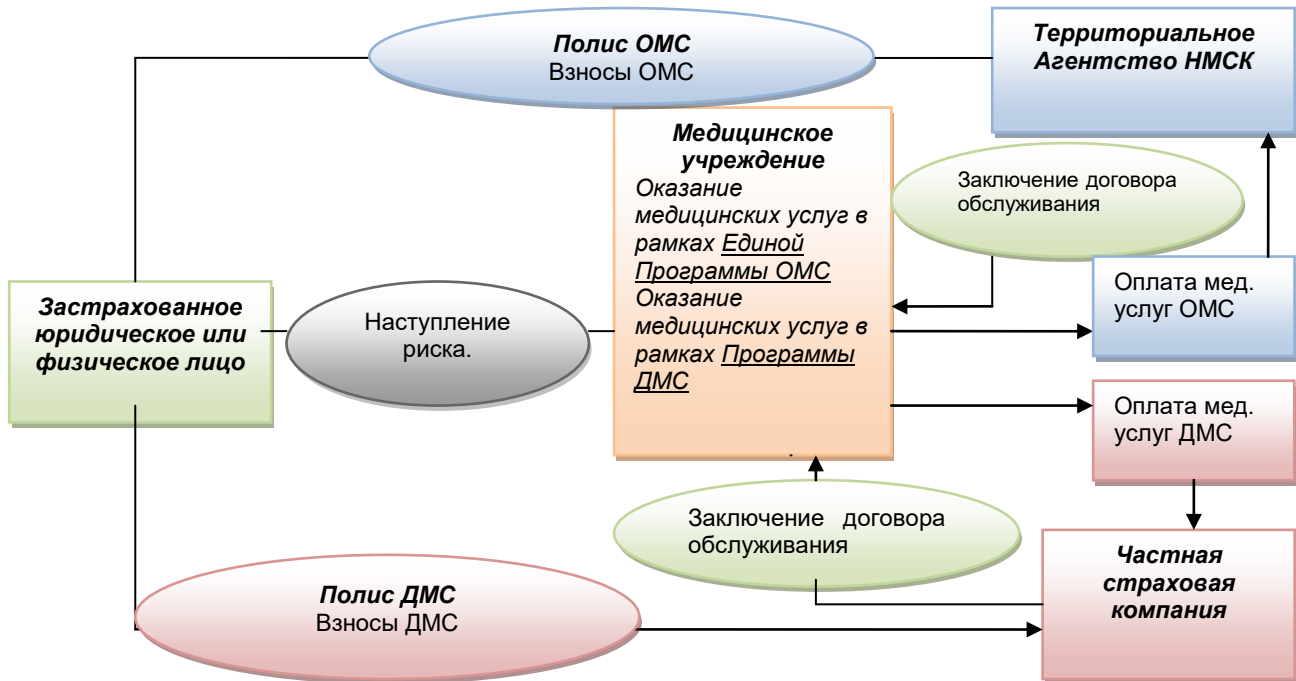 Полис ОМС
Взносы ОМС
Территориальное
Агентство НМСК
Медицинское
учреждение
Оказание
медицинских услуг в
рамках Единой
Программы ОМС
Оказание
медицинских услуг в
рамках Программы
ДМС
Заключение договора
обслуживания
Застрахованное
юридическое или
физическое лицо
Наступление
риска.
Оплата мед.
услуг ОМС
Оплата мед.
услуг ДМС
Заключение договора
обслуживания
Частная
страховая
компания
Полис ДМС
Взносы ДМС